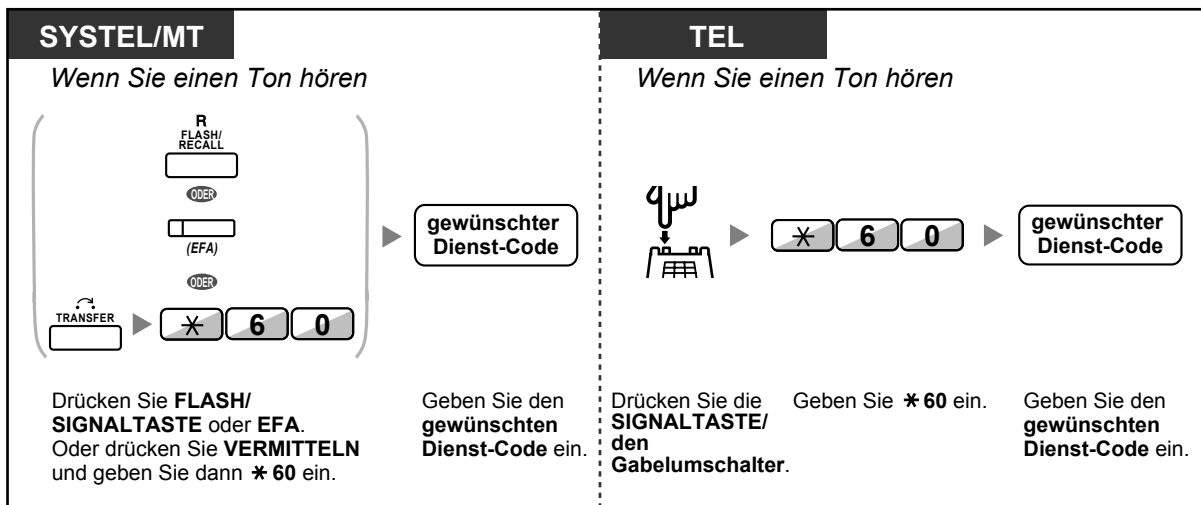 SYSTEL/MT
Wenn Sie einen Ton hören
R
FLASH/
RECALL
ODER
(EFA)
ODER
TRANSFER
* 6 0
gewünschter
Dienst-Code
Drücken Sie FLASH/
SIGNALTASTE oder EFA.
Oder drücken Sie VERMITTELN
und geben Sie dann * 60 ein.
Geben Sie den
gewünschten
Dienst-Code ein.
TEL
Wenn Sie einen Ton hören
* 6 0
gewünschter
Dienst-Code
Drücken Sie die
SIGNALTASTE/
den
Gabelumschalter.
Geben Sie * 60 ein.
Geben Sie den
gewünschten
Dienst-Code ein.